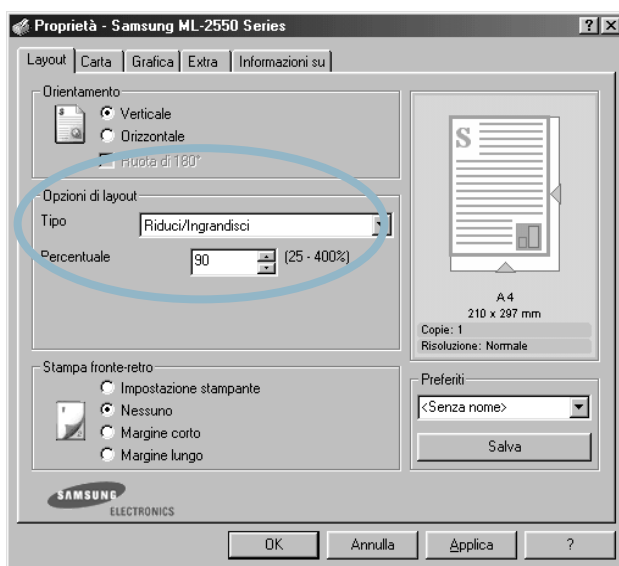 Proprietà - Samsung ML-2550 Series
Layout
Carta
Grafica
Extra
Informazioni su
Orientamento
Verticale
Orizzontale
Ruota di 180°
Opzioni di layout
Tipo
Riduci/Ingrandisci
Percentuale
90
(25 - 400%)
Stampa fronte-retro
Impostazione stampante
Nessuno
Margine corto
Margine lungo
SAMSUNG
ELECTRONICS
S
A4
210 x 297 mm
Copie: 1
Risoluzione: Normale
Preferiti
<Senza nome>
Salva
OK
Annulla
Applica
?